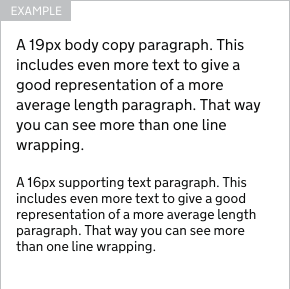 EXAMPLE
A 19px body copy paragraph. This
includes even more text to give a
good representation of a more
average length paragraph. That way
you can see more than one line
wrapping.
A 16px supporting text paragraph. This
includes even more text to give a good
representation of a more average length
paragraph. That way you can see more
than one line wrapping.